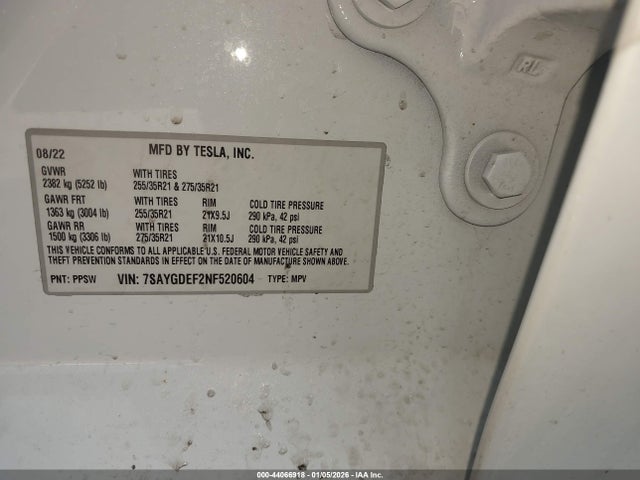 RL
08/22 MFD BY TESLA, INC.
GVWR WITH TIRES
2382 kg (5252 lb) 255/35R21 & 275/35R21
GAWR FRT WITH TIRES RIM COLD TIRE PRESSURE
1363 kg (3004 lb) 255/35R21 21X9.5J 290 kPa, 42 psi
GAWR RR WITH TIRES RIM COLD TIRE PRESSURE
1500 kg (3306 lb) 275/35R21 21X10.5J 290 kPa, 42 psi
THIS VEHICLE CONFORMS TO ALL APPLICABLE U.S. FEDERAL MOTOR VEHICLE SAFETY AND
THEFT PREVENTION STANDARDS IN EFFECT ON THE DATE OF MANUFACTURE SHOWN ABOVE.
PNT: PPSW VIN: 7SAYGDEF2NF520604 TYPE: MPV
000-44066918 - 01/05/2026 - © IAA Inc.